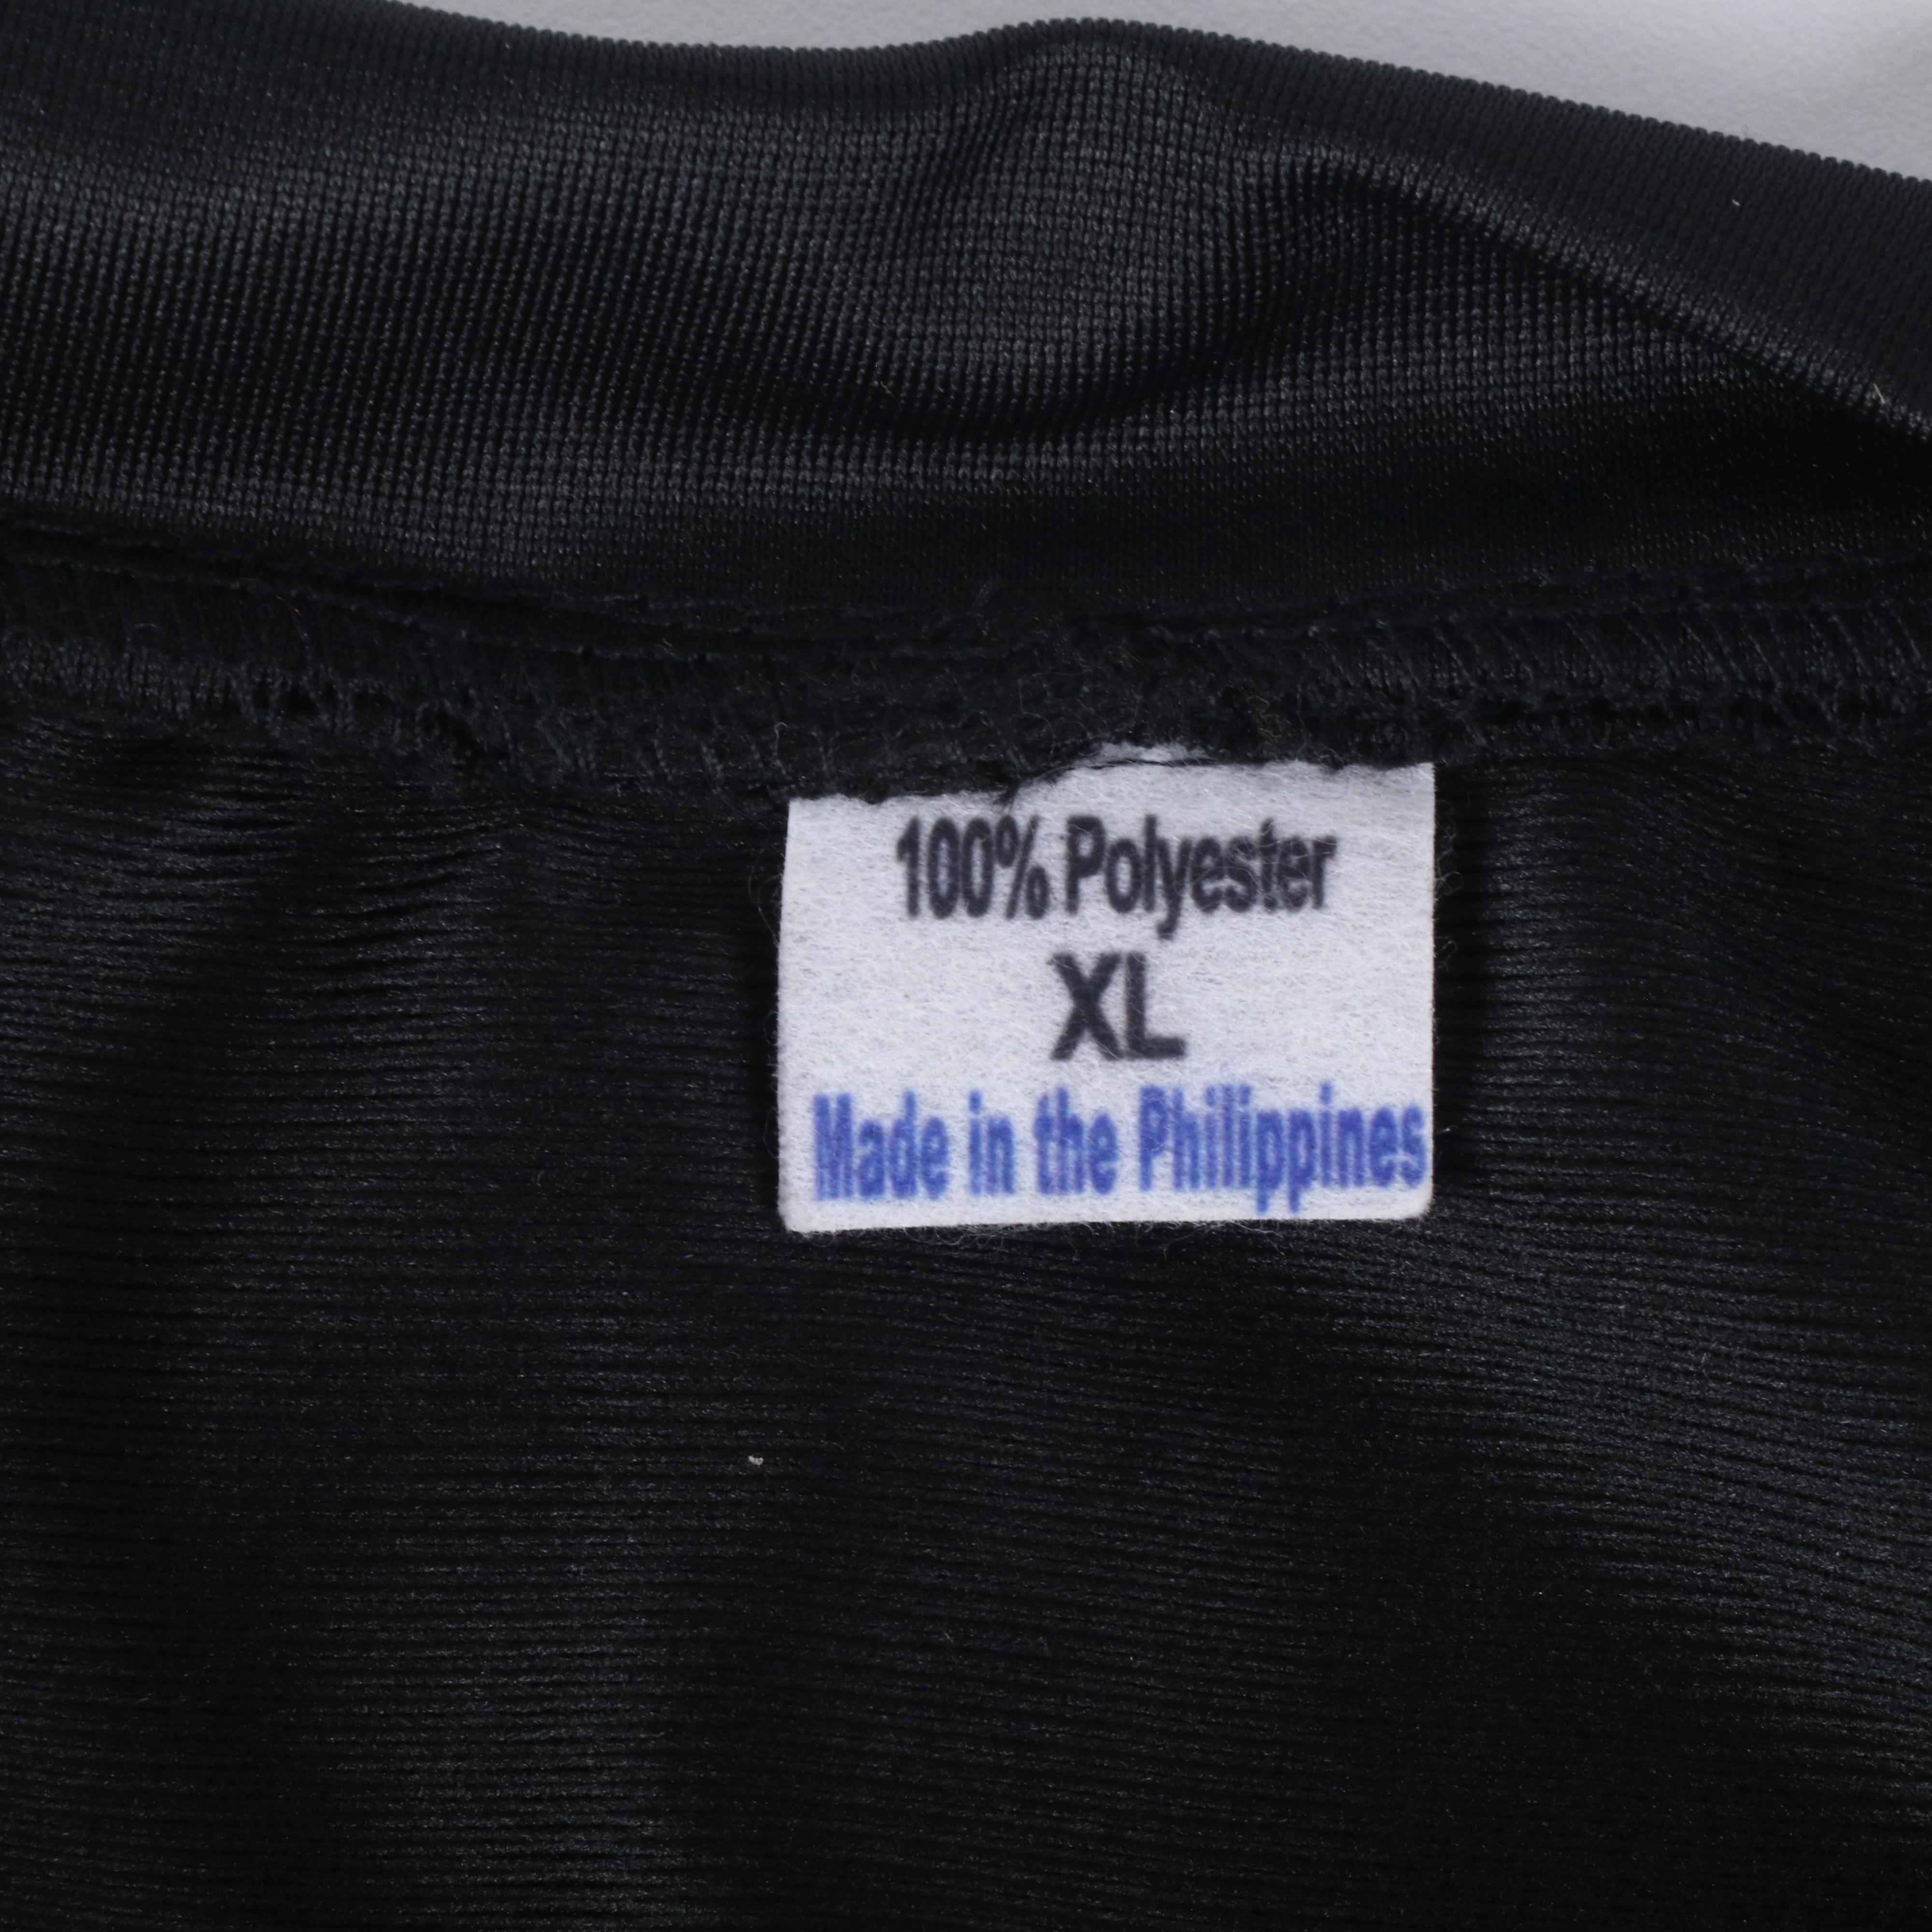 100% Polyester
XL
Made in the Philippines